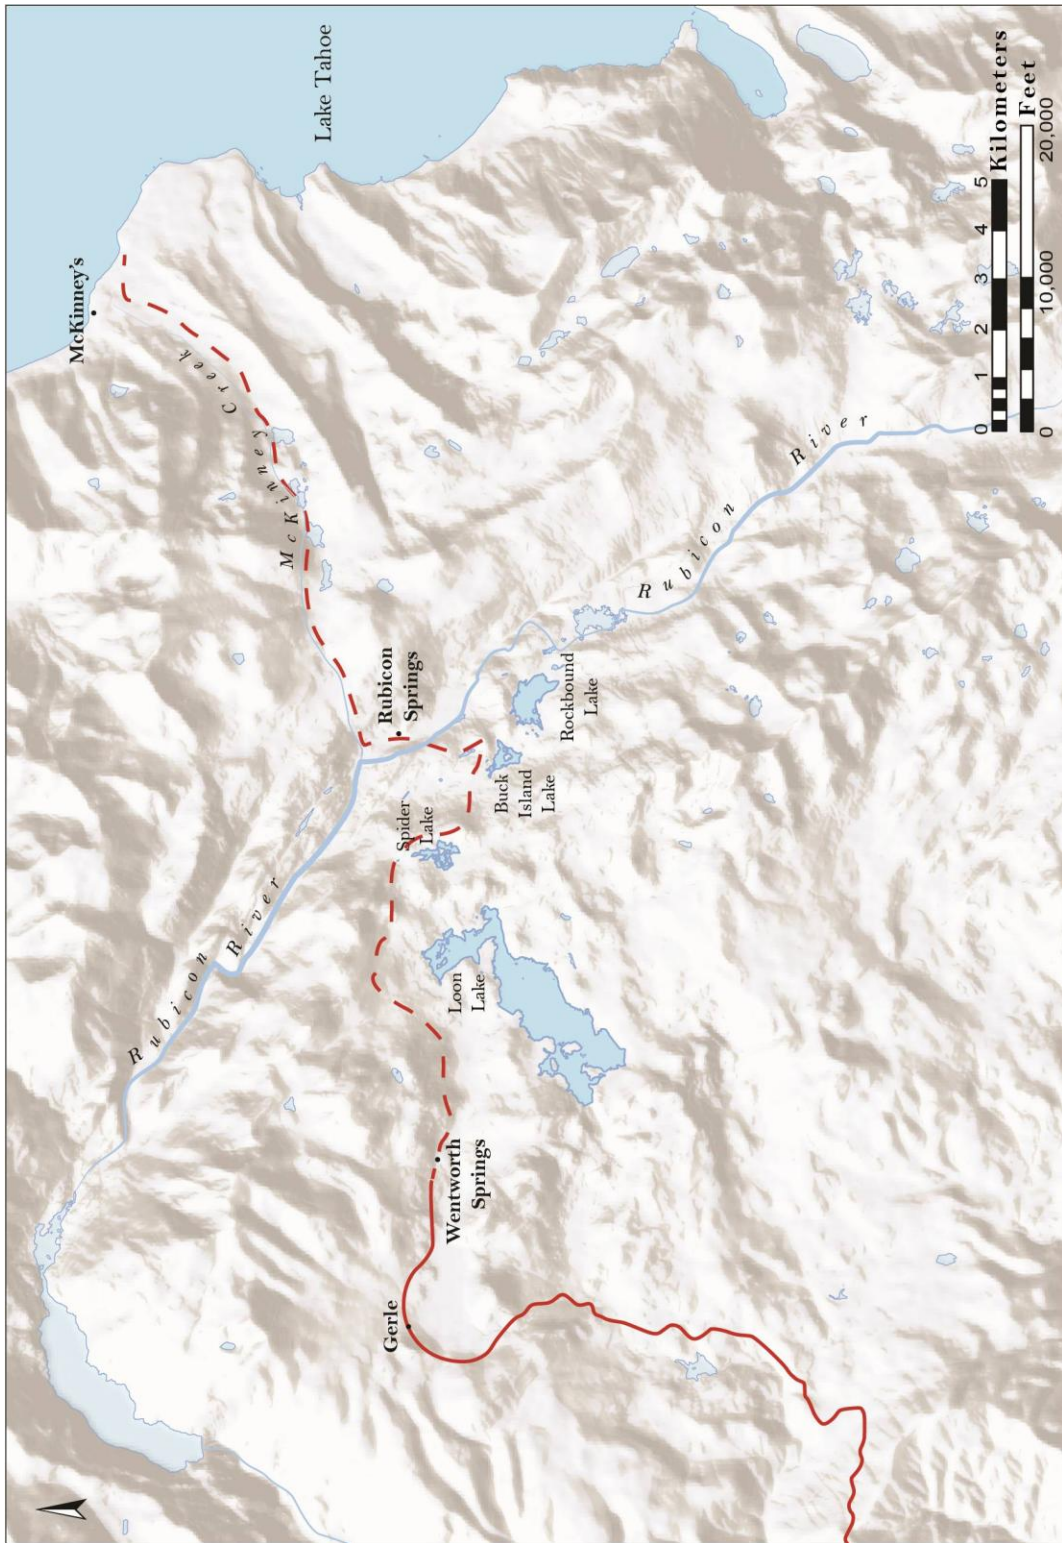 Lake Tahoe
McKinney's
McKinney Creek
Rubicon River
Rubicon
Springs
Rubicon River
Spider
Lake
Buck
Island
Lake
Rockbound
Lake
Loon
Lake
Wentworth
Springs
Gerle
0 1 2 3 4 5 Kilometers
Feet
0 10,000 20,000